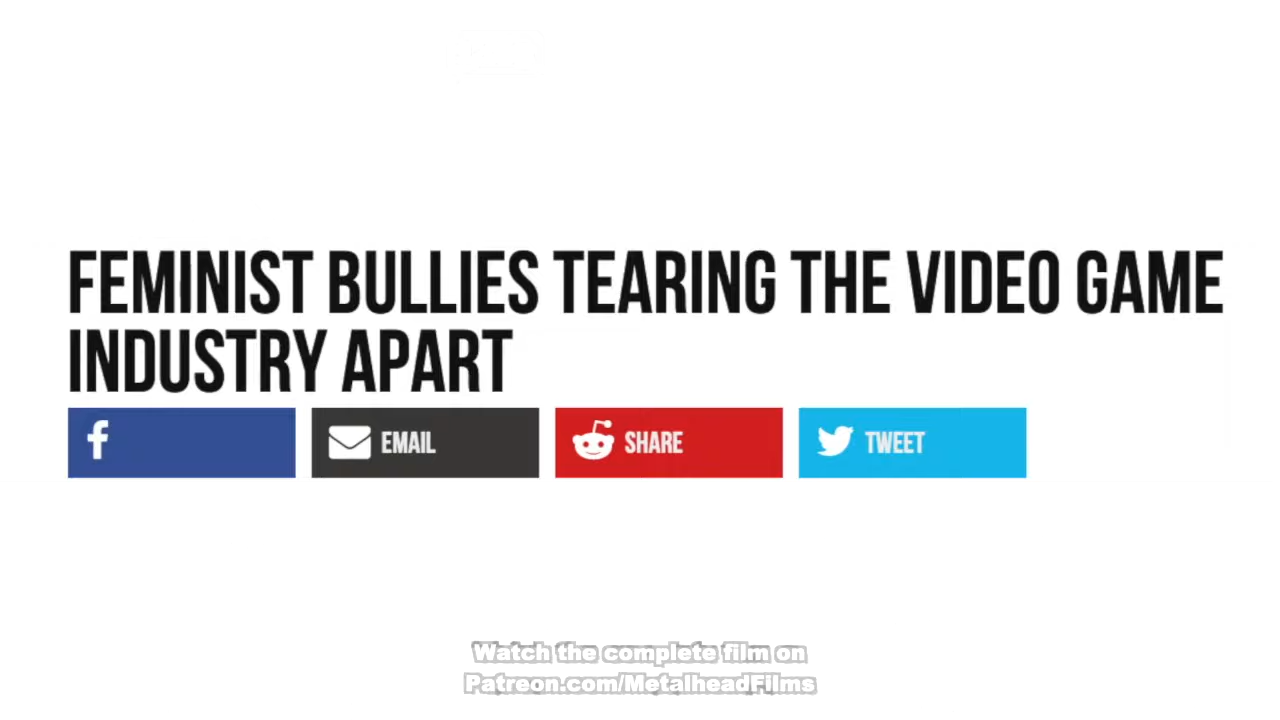 FEMINIST BULLIES TEARING THE VIDEO GAME
INDUSTRY APART
f EMAIL SHARE TWEET
Watch the complete film on
Patreon.com/MetalheadFilms